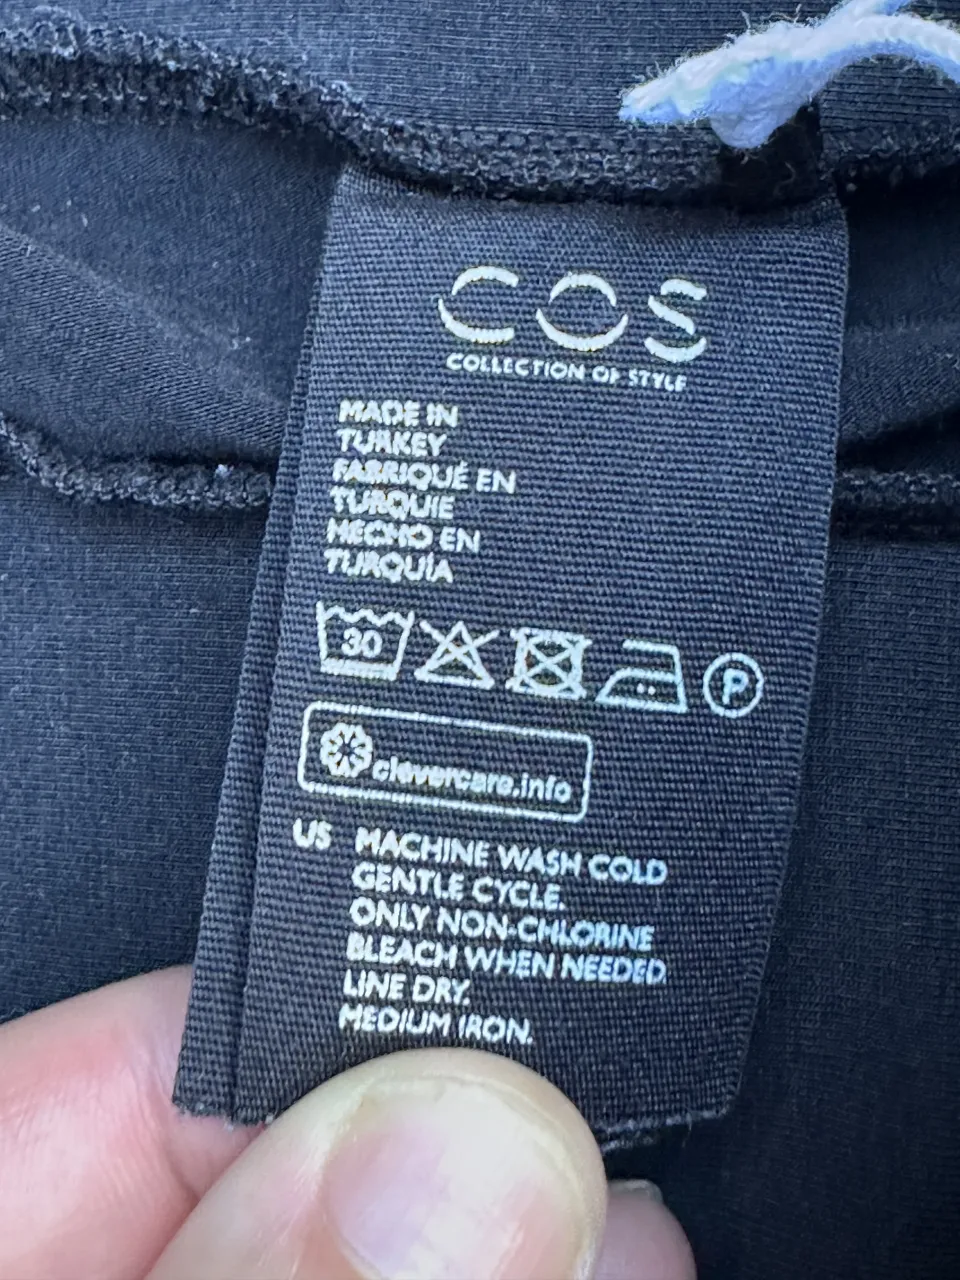 COS
COLLECTION OF STYLE
MADE IN
TURKEY
FABRIQUÉ EN
TURQUIE
HECHO EN
TURQUÍA
30
P
clevercare.info
US MACHINE WASH COLD
GENTLE CYCLE.
ONLY NON-CHLORINE
BLEACH WHEN NEEDED.
LINE DRY.
MEDIUM IRON.